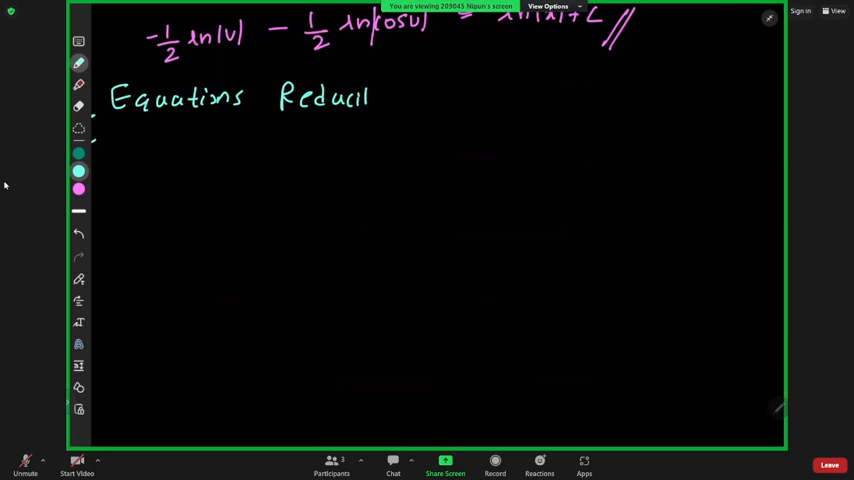 You are viewing 209045 Nipun's screen
View Options
Sign in
View
-1/2 ln|v| - 1/2 ln|cosv| = ln|x| + C //
Equations Reducil
Unmute
Start Video
Participants
3
Chat
Share Screen
Record
Reactions
Apps
Leave